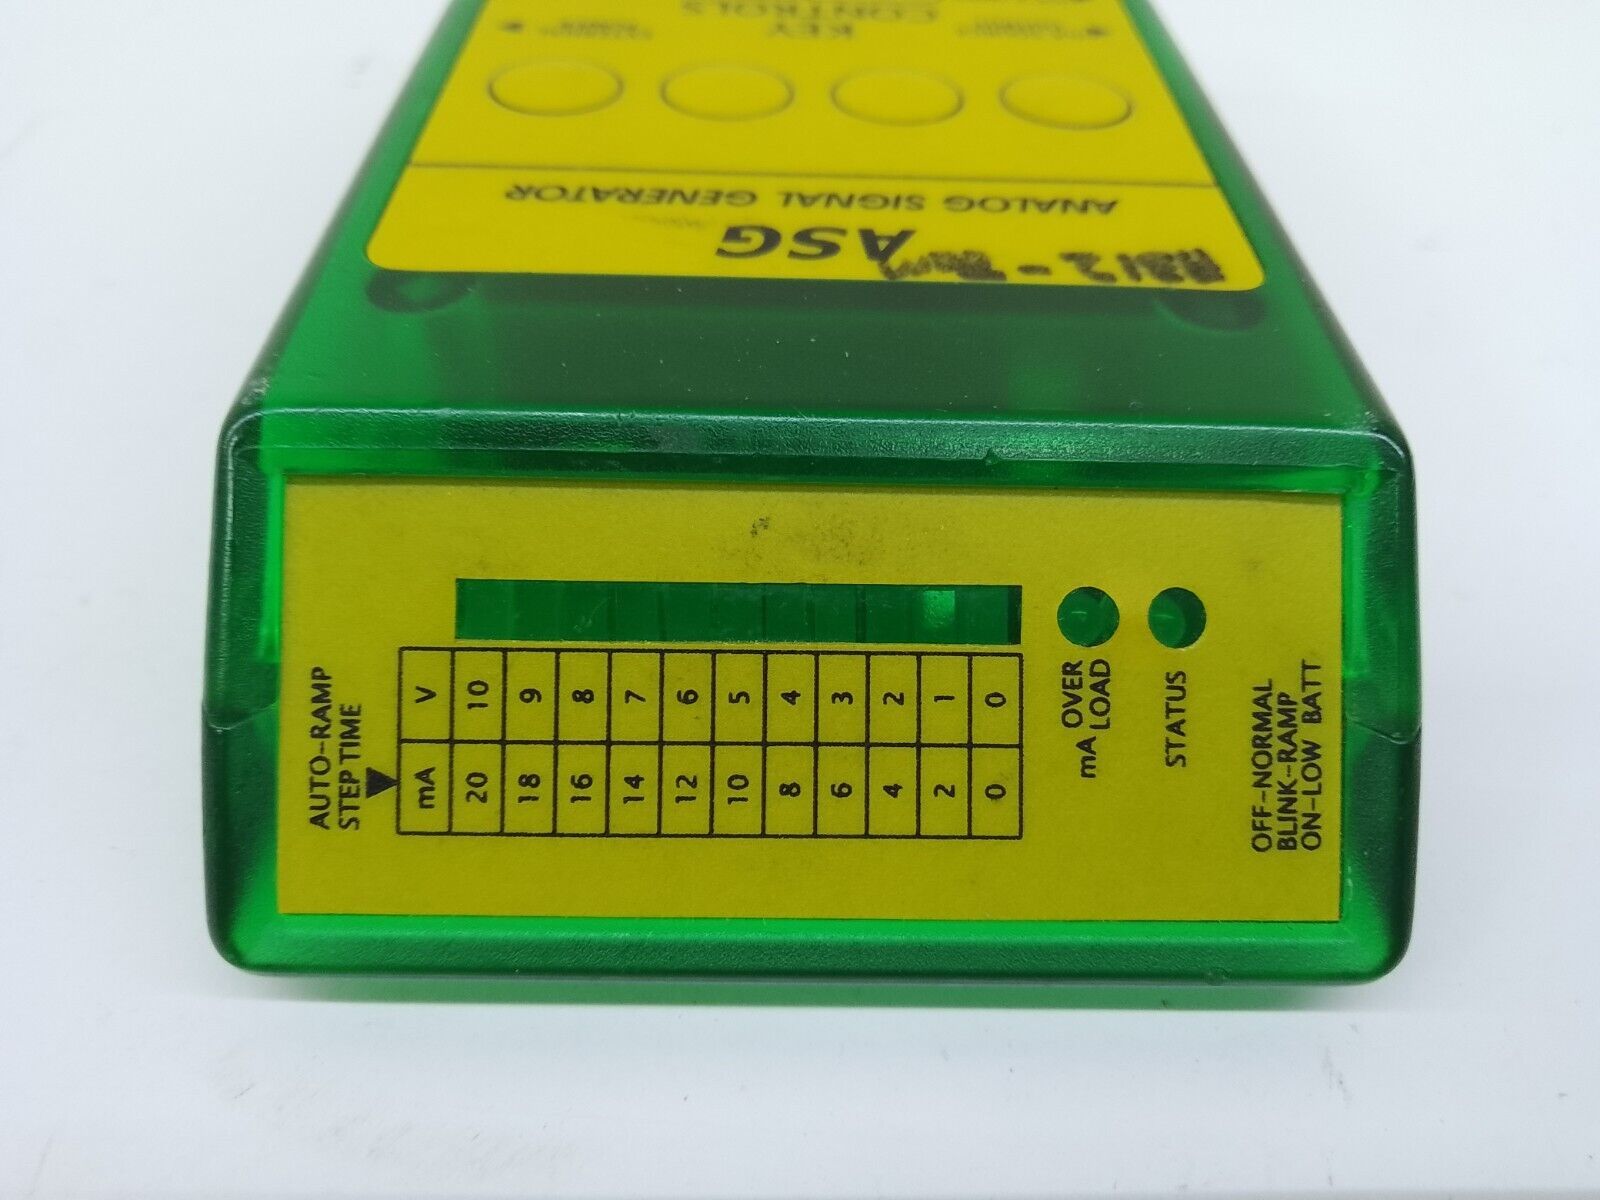 KEY
CONTROLS
ANALOG SIGNAL GENERATOR
ASG
AUTO-RAMP
STEP TIME
mA V
20 10
18 9
16 8
14 7
12 6
10 5
8 4
6 3
4 2
2 1
0 0
mA OVER LOAD
STATUS
OFF-NORMAL
BLINK-RAMP
ON-LOW BATT